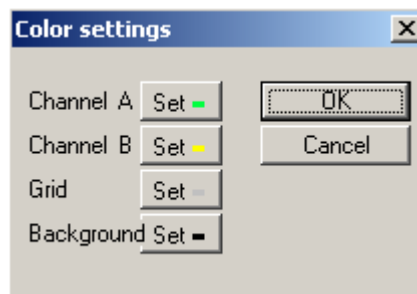 Color settings
Channel A Set
Channel B Set
Grid Set
Background Set
OK
Cancel